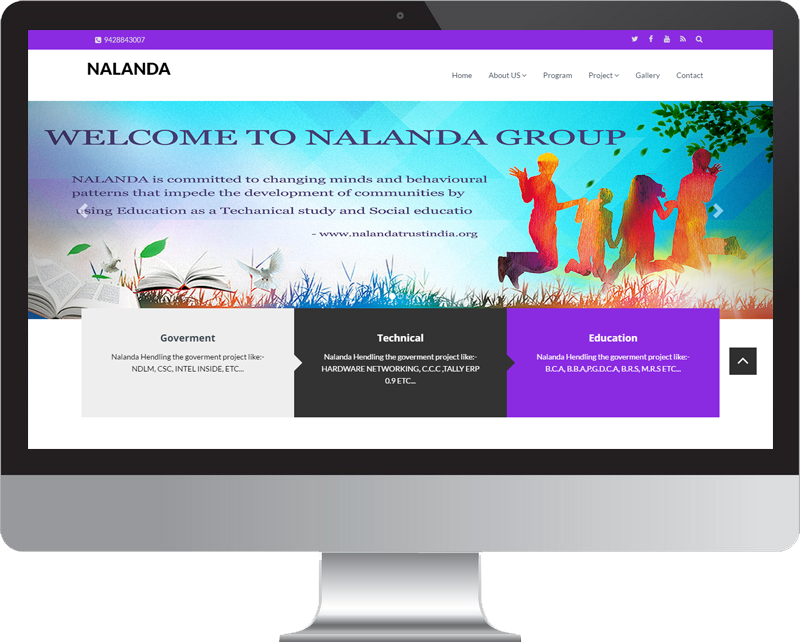 9428843007
NALANDA
Home About US Program Project Gallery Contact
WELCOME TO NALANDA GROUP
NALANDA is committed to changing minds and behavioural
patterns that impede the development of communities by
using Education as a Techanical study and Social educatio
- www.nalandatrustindia.org
Goverment
Nalanda Hendling the goverment project like:-
NDLM, CSC, INTEL INSIDE, ETC...
Technical
Nalanda Hendling the goverment project like:-
HARDWARE NETWORKING, C.C.C ,TALLY ERP
0.9 ETC...
Education
Nalanda Hendling the goverment project like:-
B.C.A, B.B.A,P.G.D.C.A, B.R.S, M.R.S ETC...